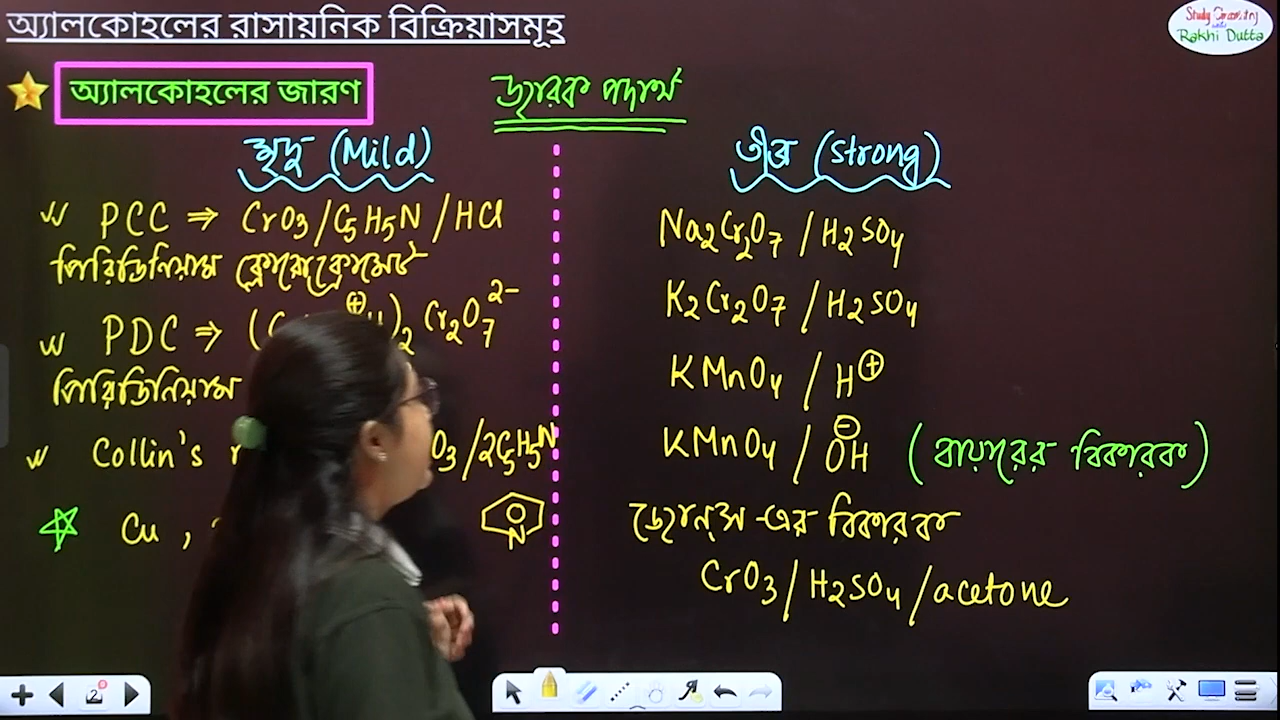 অ্যালকোহলের রাসায়নিক বিক্রিয়াসমূহ
Study Chemistry
with
Rakhi Dutta
অ্যালকোহলের জারণ
জারক পদার্থ
মৃদু (Mild)
PCC ⇒ CrO3/C5H5N/HCl
পিরিডিনিয়াম ক্লোরোক্রোমেট
PDC ⇒ (C ⊕ H)2 Cr2O7 2-
পিরিডিনিয়াম
Collin's O3/2C5H5N
Cu ,
N
তীব্র (strong)
Na2Cr2O7 / H2SO4
K2Cr2O7 / H2SO4
KMnO4 / H⊕
KMnO4 / ⊖OH (বায়ারের বিকারক)
জোন্স -এর বিকারক
CrO3/H2SO4/acetone
2